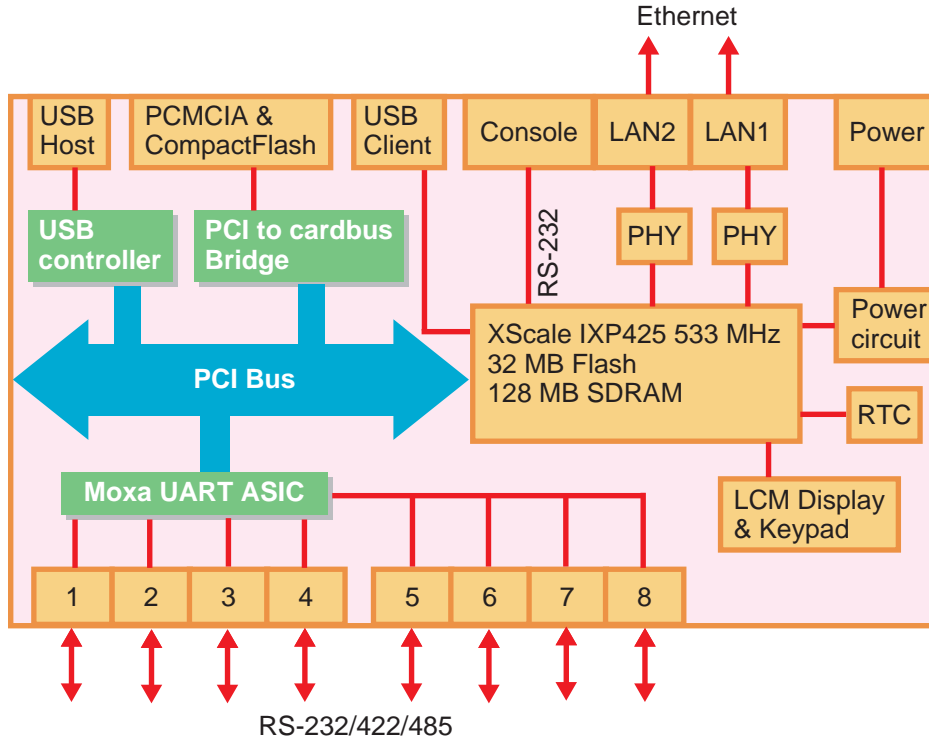 Ethernet
USB
Host
PCMCIA &
CompactFlash
USB
Client
Console
LAN2
LAN1
Power
USB
controller
PCI to cardbus
Bridge
RS-232
PHY
PHY
Power
circuit
XScale IXP425 533 MHz
32 MB Flash
128 MB SDRAM
PCI Bus
RTC
Moxa UART ASIC
LCM Display
& Keypad
1
2
3
4
5
6
7
8
RS-232/422/485